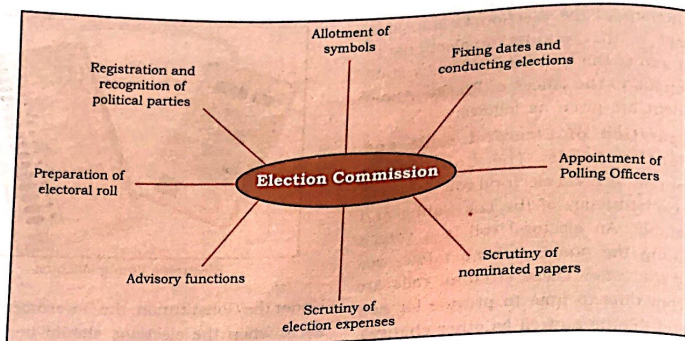 Allotment of
symbols
Fixing dates and
conducting elections
Registration and
recognition of
political parties
Election Commission
Appointment of
Polling Officers
Preparation of
electoral roll
Scrutiny of
nominated papers
Advisory functions
Scrutiny of
election expenses